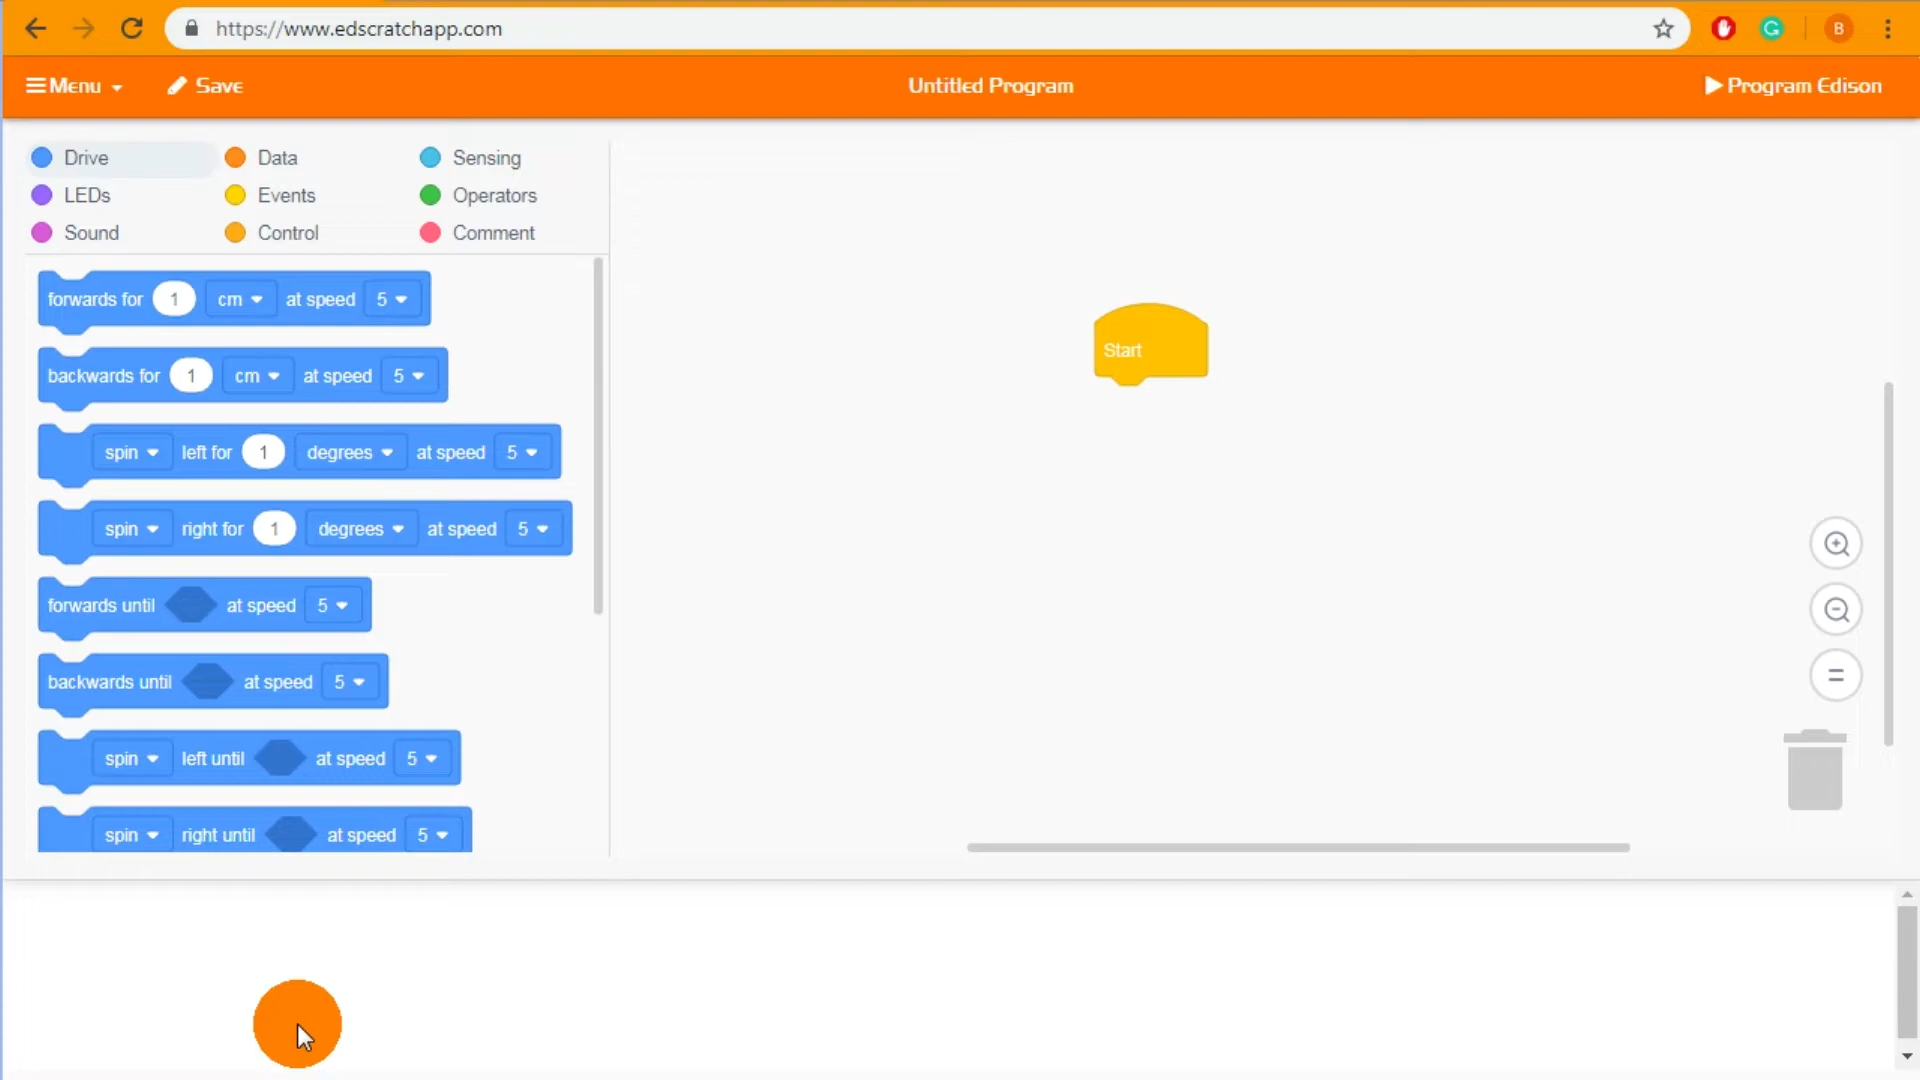 https://www.edscratchapp.com
B
Menu
Save
Untitled Program
Program Edison
Drive
Data
Sensing
LEDs
Events
Operators
Sound
Control
Comment
forwards for 1 cm at speed 5
backwards for 1 cm at speed 5
spin left for 1 degrees at speed 5
spin right for 1 degrees at speed 5
forwards until at speed 5
backwards until at speed 5
spin left until at speed 5
spin right until at speed 5
Start